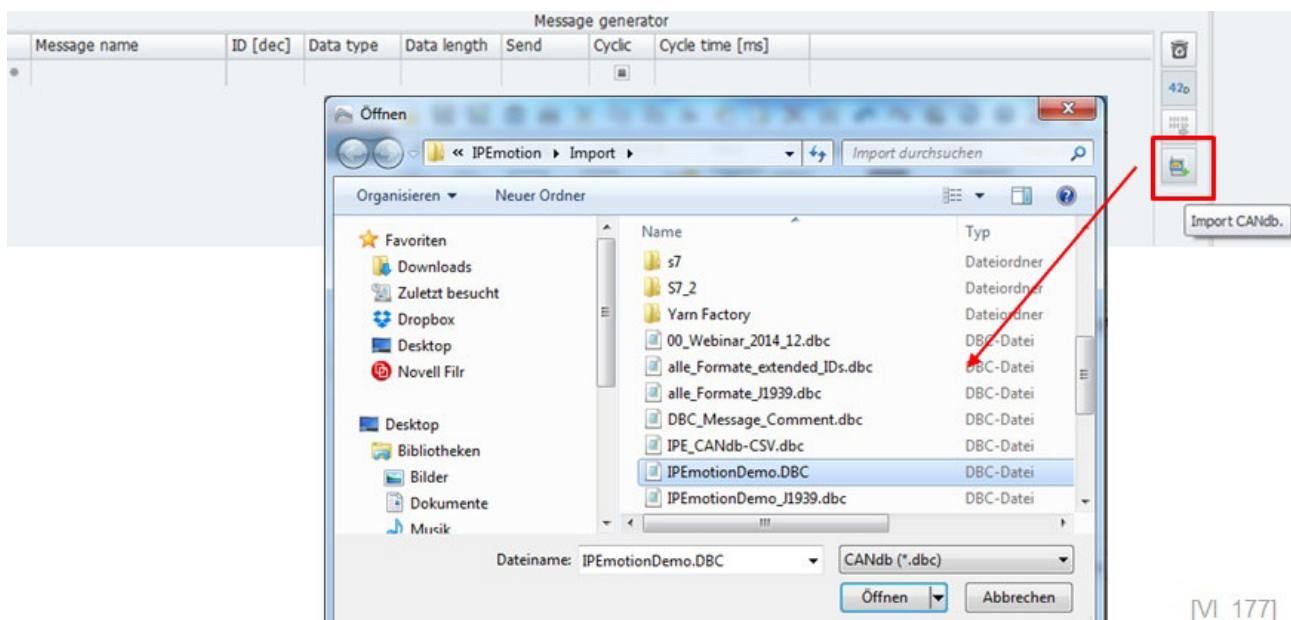 Message generator
Message name ID [dec] Data type Data length Send Cyclic Cycle time [ms]
42D
Import CANdb.
Öffnen
« IPEmotion Import
Import durchsuchen
Organisieren Neuer Ordner
Favoriten
Downloads
Zuletzt besucht
Dropbox
Desktop
Novell Filr
Desktop
Bibliotheken
Bilder
Dokumente
Musik
Name Typ
s7 Dateiordner
S7_2 Dateiordner
Yarn Factory Dateiordner
00_Webinar_2014_12.dbc DBC-Datei
alle_Formate_extended_IDs.dbc DBC-Datei
alle_Formate_J1939.dbc DBC-Datei
DBC_Message_Comment.dbc DBC-Datei
IPE_CANdb-CSV.dbc DBC-Datei
IPEmotionDemo.DBC DBC-Datei
IPEmotionDemo_J1939.dbc DBC-Datei
Dateiname: IPEmotionDemo.DBC CANdb (*.dbc)
Öffnen Abbrechen
[VI_177]